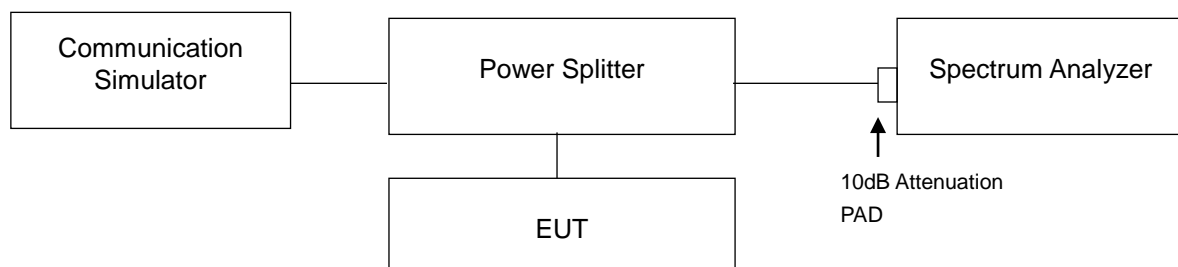 Communication
Simulator
Power Splitter
Spectrum Analyzer
EUT
10dB Attenuation
PAD